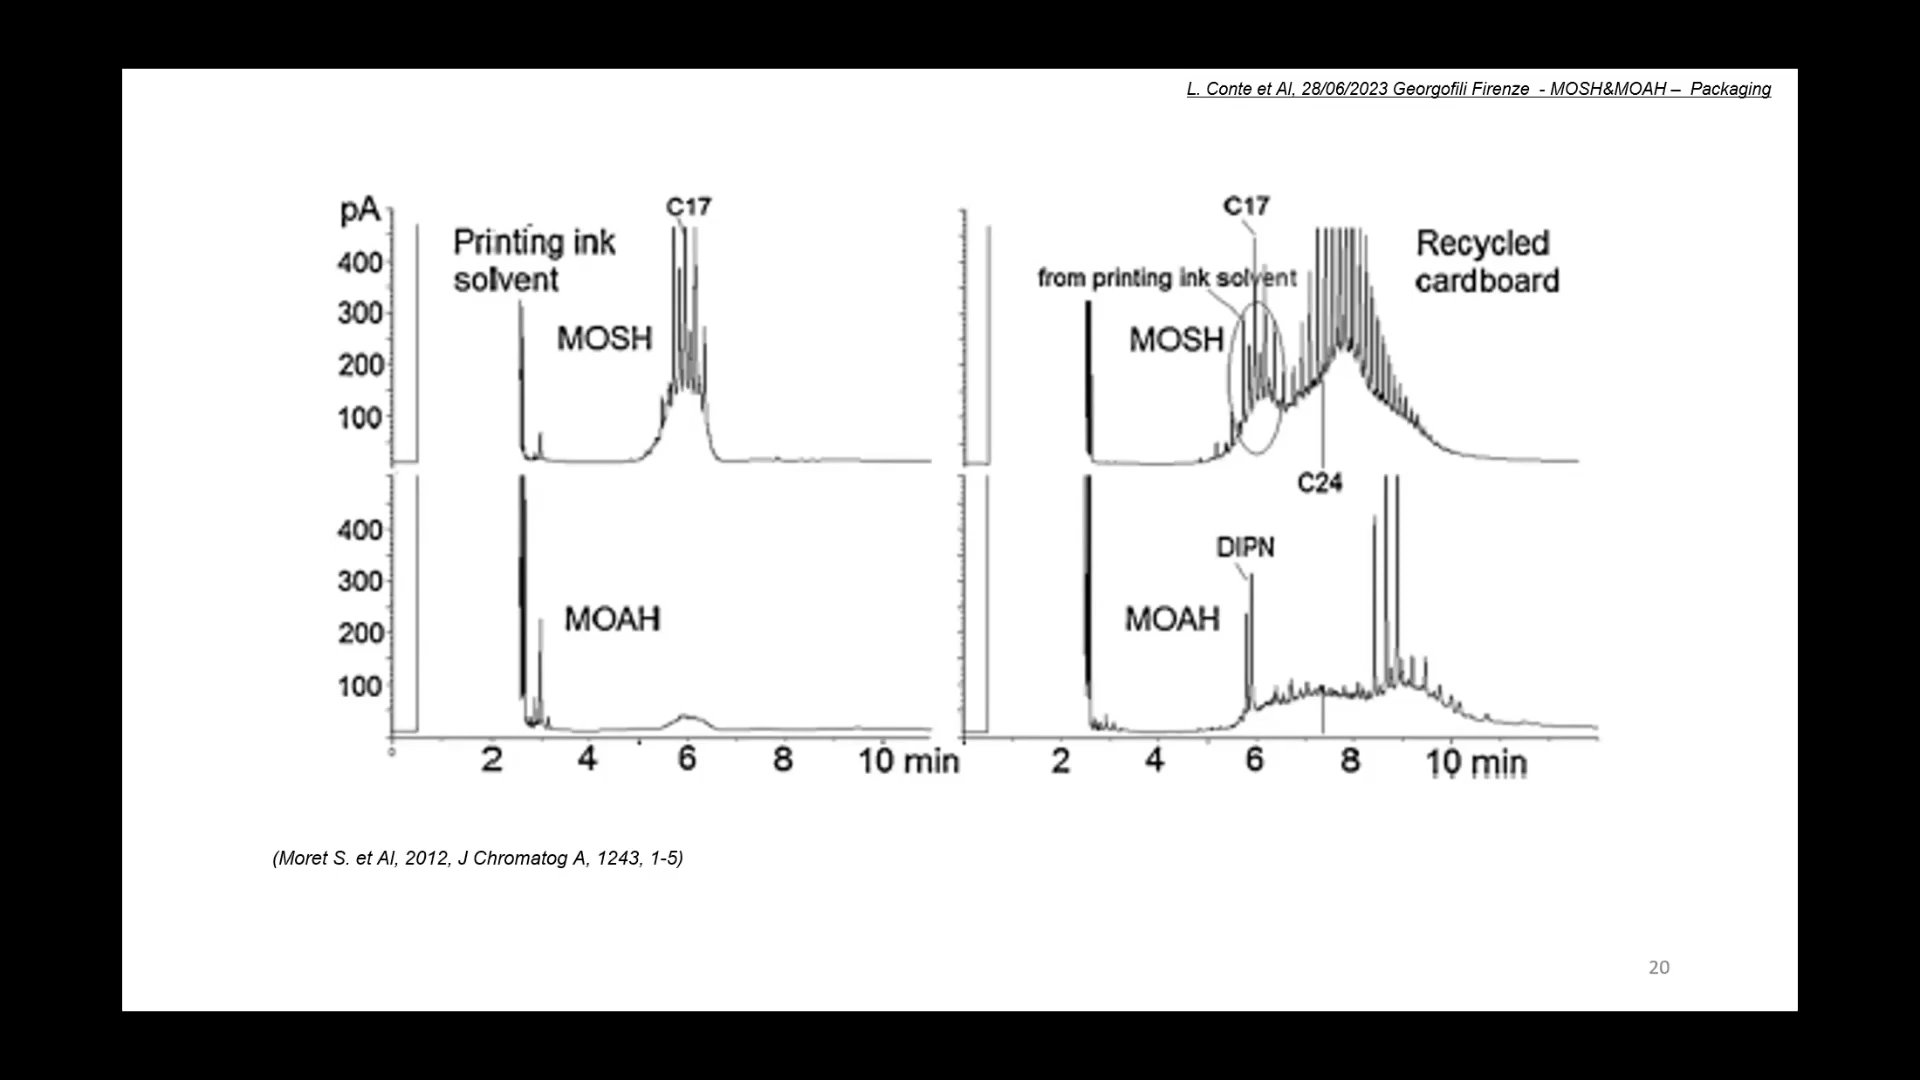 L. Conte et Al, 28/06/2023 Georgofili Firenze - MOSH&MOAH – Packaging
pA
C17
Printing ink
solvent
MOSH
400
300
200
100
C17
from printing ink solvent
Recycled
cardboard
MOSH
C24
400
300
200
100
MOAH
DIPN
MOAH
2 4 6 8 10 min
2 4 6 8 10 min
(Moret S. et Al, 2012, J Chromatog A, 1243, 1-5)
20